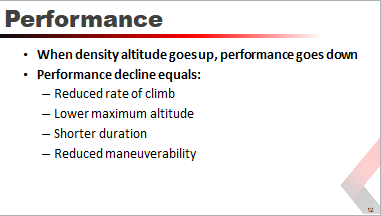 Performance
• When density altitude goes up, performance goes down
• Performance decline equals:
– Reduced rate of climb
– Lower maximum altitude
– Shorter duration
– Reduced maneuverability
12